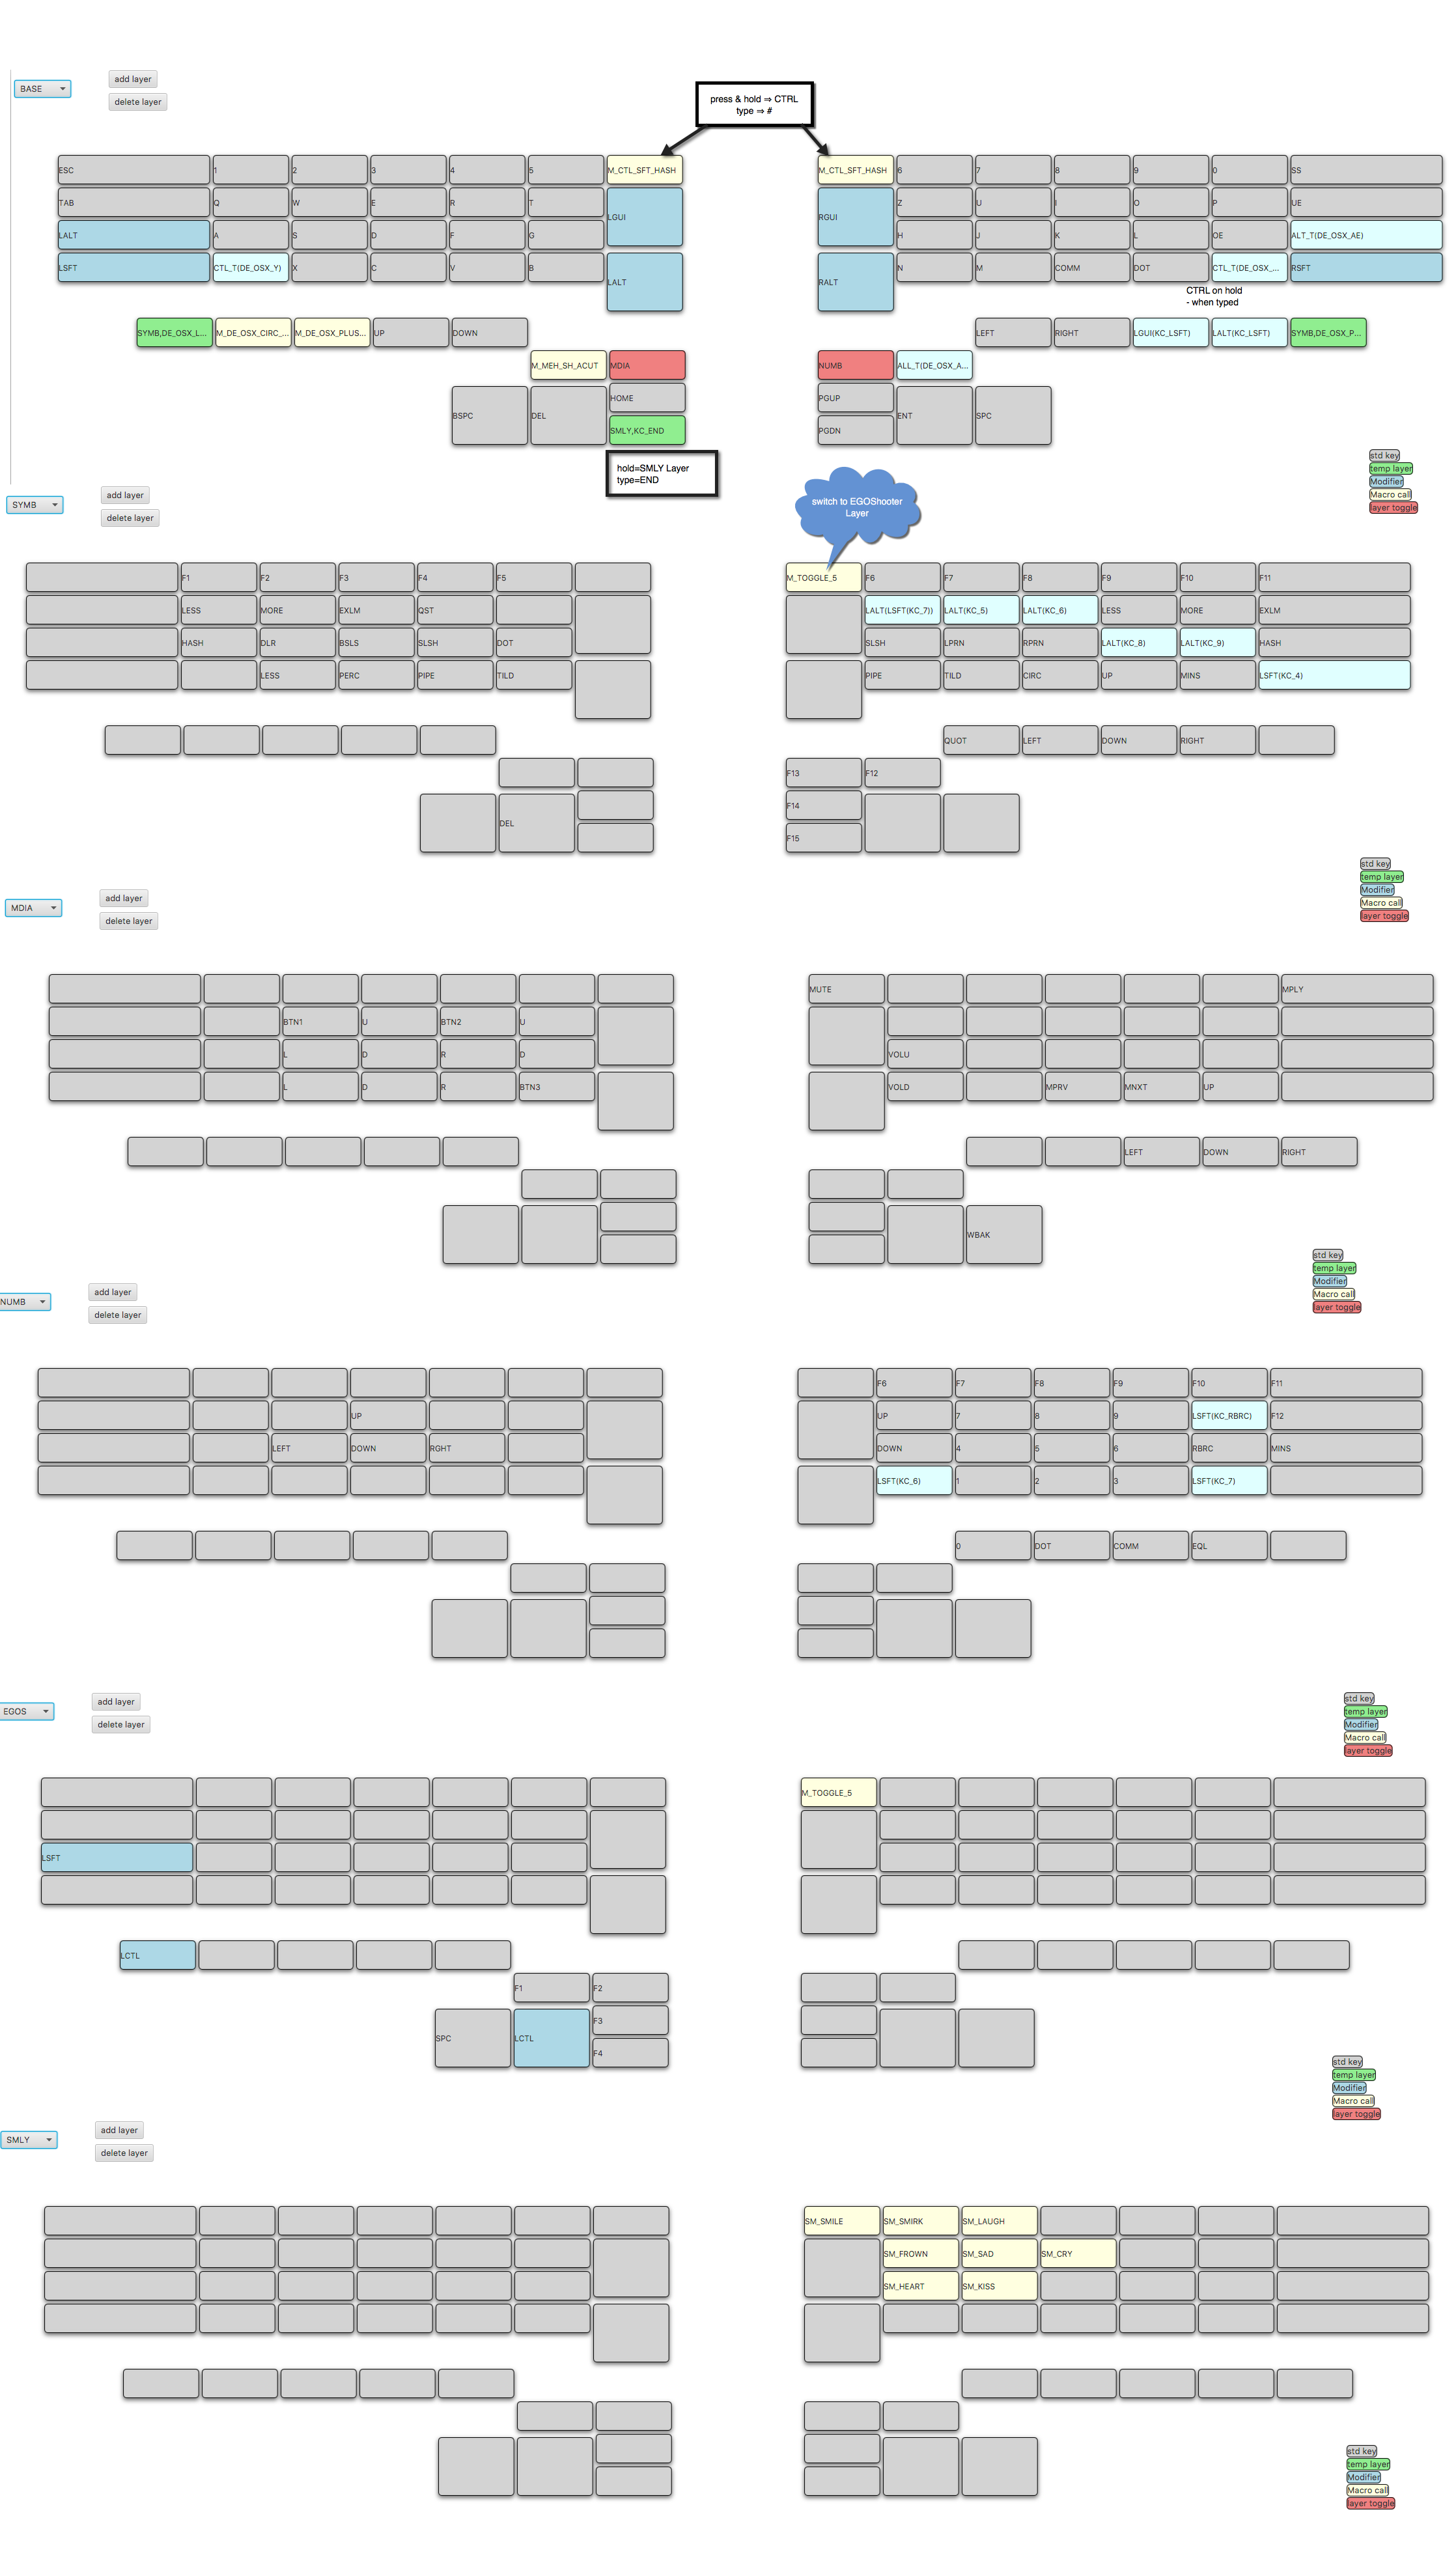 BASE
add layer
delete layer
press & hold ⇒ CTRL
type ⇒ #
ESC 1 2 3 4 5 M_CTL_SFT_HASH M_CTL_SFT_HASH 6 7 8 9 0 SS
TAB Q W E R T LGUI RGUI Z U I O P UE
LALT A S D F G H J K L OE ALT_T(DE_OSX_AE)
LSFT CTL_T(DE_OSX_Y) X C V B LALT RALT N M COMM DOT CTL_T(DE_OSX_... RSFT
CTRL on hold
- when typed
SYMB,DE_OSX_L... M_DE_OSX_CIRC_... M_DE_OSX_PLUS... UP DOWN LEFT RIGHT LGUI(KC_LSFT) LALT(KC_LSFT) SYMB,DE_OSX_P...
M_MEH_SH_ACUT MDIA NUMB ALL_T(DE_OSX_A...
BSPC DEL HOME PGUP ENT SPC
SMLY,KC_END PGDN
hold=SMLY Layer
type=END
std key
temp layer
Modifier
Macro call
layer toggle
SYMB
add layer
delete layer
switch to EGOShooter
Layer
F1 F2 F3 F4 F5 M_TOGGLE_5 F6 F7 F8 F9 F10 F11
LESS MORE EXLM QST LALT(LSFT(KC_7)) LALT(KC_5) LALT(KC_6) LESS MORE EXLM
HASH DLR BSLS SLSH DOT SLSH LPRN RPRN LALT(KC_8) LALT(KC_9) HASH
LESS PERC PIPE TILD PIPE TILD CIRC UP MINS LSFT(KC_4)
QUOT LEFT DOWN RIGHT
F13 F12
DEL F14
F15
std key
temp layer
Modifier
Macro call
layer toggle
MDIA
add layer
delete layer
MUTE MPLY
BTN1 U BTN2 U
L D R D VOLU
L D R BTN3 VOLD MPRV MNXT UP
LEFT DOWN RIGHT
WBAK
std key
temp layer
Modifier
Macro call
layer toggle
NUMB
add layer
delete layer
F6 F7 F8 F9 F10 F11
UP UP 7 8 9 LSFT(KC_RBRC) F12
LEFT DOWN RGHT DOWN 4 5 6 RBRC MINS
LSFT(KC_6) 1 2 3 LSFT(KC_7)
0 DOT COMM EQL
std key
temp layer
Modifier
Macro call
layer toggle
EGOS
add layer
delete layer
M_TOGGLE_5
LSFT
LCTL
F1 F2
SPC LCTL F3
F4
std key
temp layer
Modifier
Macro call
layer toggle
SMLY
add layer
delete layer
SM_SMILE SM_SMIRK SM_LAUGH
SM_FROWN SM_SAD SM_CRY
SM_HEART SM_KISS
std key
temp layer
Modifier
Macro call
layer toggle